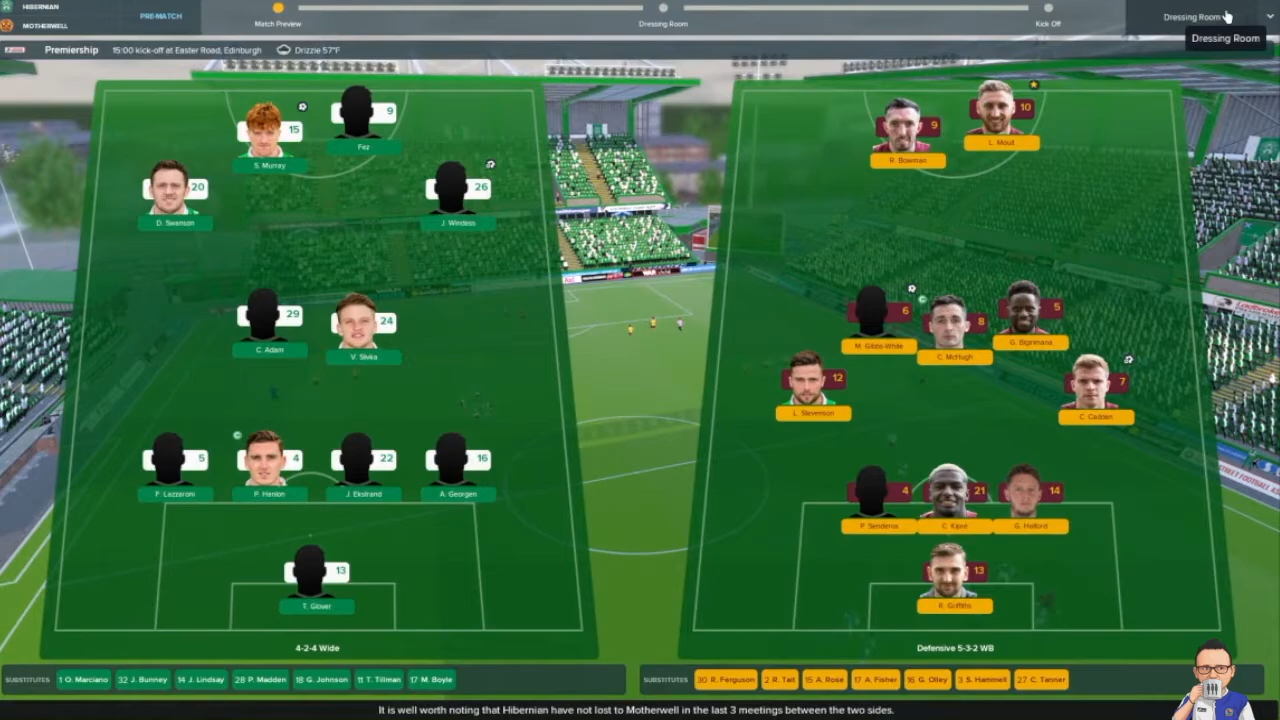 HIBERNIAN
MOTHERWELL
PRE-MATCH
Match Preview
Dressing Room
Kick Off
Dressing Room
Dressing Room
Premiership 15:00 kick-off at Easter Road, Edinburgh Drizzle 57°F
15
S. Murray
9
Fez
20
D. Swanson
26
J. Windass
29
C. Adam
24
V. Slivka
5
F. Lazzaroni
4
P. Hanlon
22
J. Ekstrand
16
A. Georgen
13
T. Glover
4-2-4 Wide
9
R. Bowman
10
L. Moult
6
M. Gibbs-White
8
C. McHugh
5
G. Bigirimana
12
L. Stevenson
7
C. Cadden
4
P. Senderos
21
C. Kipré
14
G. Halford
13
R. Griffiths
Defensive 5-3-2 WB
SUBSTITUTES 1 O. Marciano 32 J. Bunney 14 J. Lindsay 28 P. Madden 18 G. Johnson 11 T. Tillman 17 M. Boyle
SUBSTITUTES 30 R. Ferguson 2 R. Tait 15 A. Rose 17 A. Fisher 16 G. Olley 3 S. Hammell 27 C. Tanner
It is well worth noting that Hibernian have not lost to Motherwell in the last 3 meetings between the two sides.